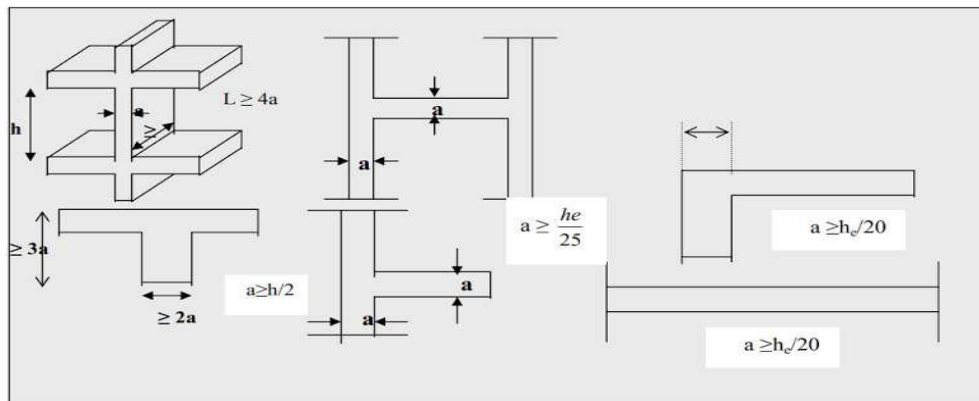 L ≥ 4a
h
a
≥
a
a
≥ 3a
≥ 2a
a≥h/2
a
a
a ≥ he/25
a ≥hₑ/20
a ≥hₑ/20